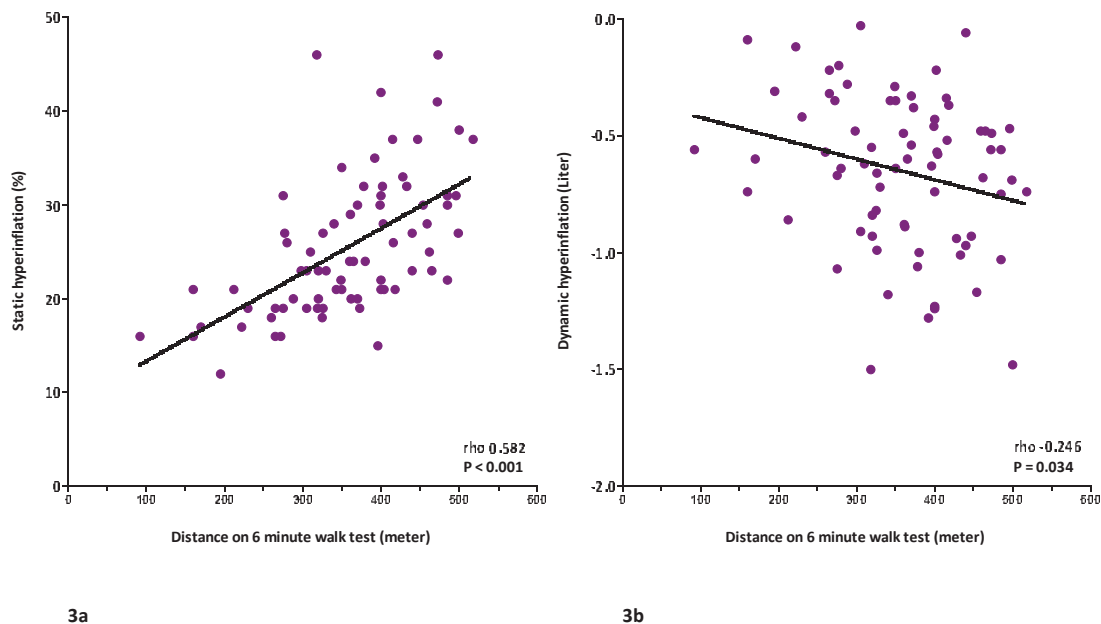 50
40
30
20
10
0
Static hyperinflation (%)
rho 0.582
P < 0.001
0 100 200 300 400 500 600
Distance on 6 minute walk test (meter)
3a
0.0
-0.5
-1.0
-1.5
-2.0
Dynamic hyperinflation (Liter)
rho -0.246
P = 0.034
0 100 200 300 400 500 600
Distance on 6 minute walk test (meter)
3b